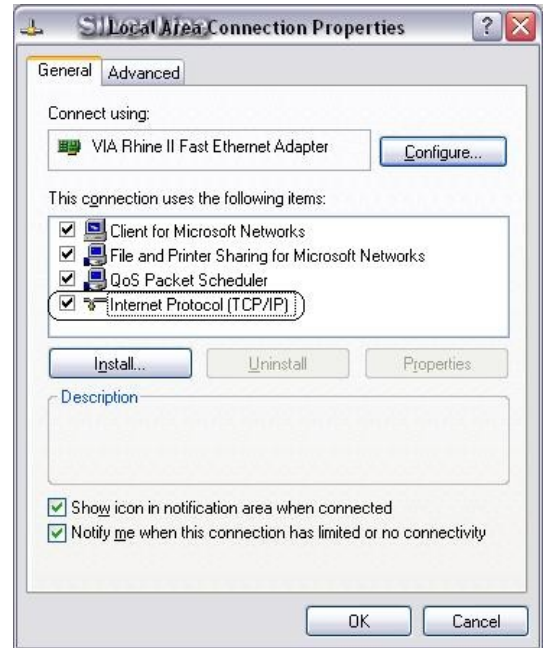 Local Area Connection Properties
General
Advanced
Connect using:
VIA Rhine II Fast Ethernet Adapter
Configure...
This connection uses the following items:
Client for Microsoft Networks
File and Printer Sharing for Microsoft Networks
QoS Packet Scheduler
Internet Protocol (TCP/IP)
Install...
Uninstall
Properties
Description
Show icon in notification area when connected
Notify me when this connection has limited or no connectivity
OK
Cancel